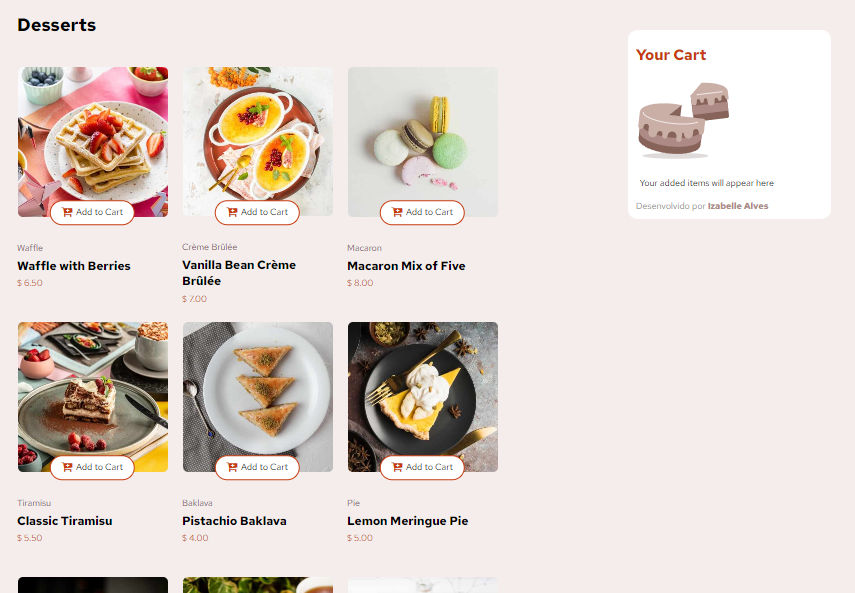 Desserts
Your Cart
Your added items will appear here
Desenvolvido por Izabelle Alves
Add to Cart
Add to Cart
Add to Cart
Waffle
Waffle with Berries
$ 6.50
Crème Brûlée
Vanilla Bean Crème
Brûlée
$ 7.00
Macaron
Macaron Mix of Five
$ 8.00
Add to Cart
Add to Cart
Add to Cart
Tiramisu
Classic Tiramisu
$ 5.50
Baklava
Pistachio Baklava
$ 4.00
Pie
Lemon Meringue Pie
$ 5.00